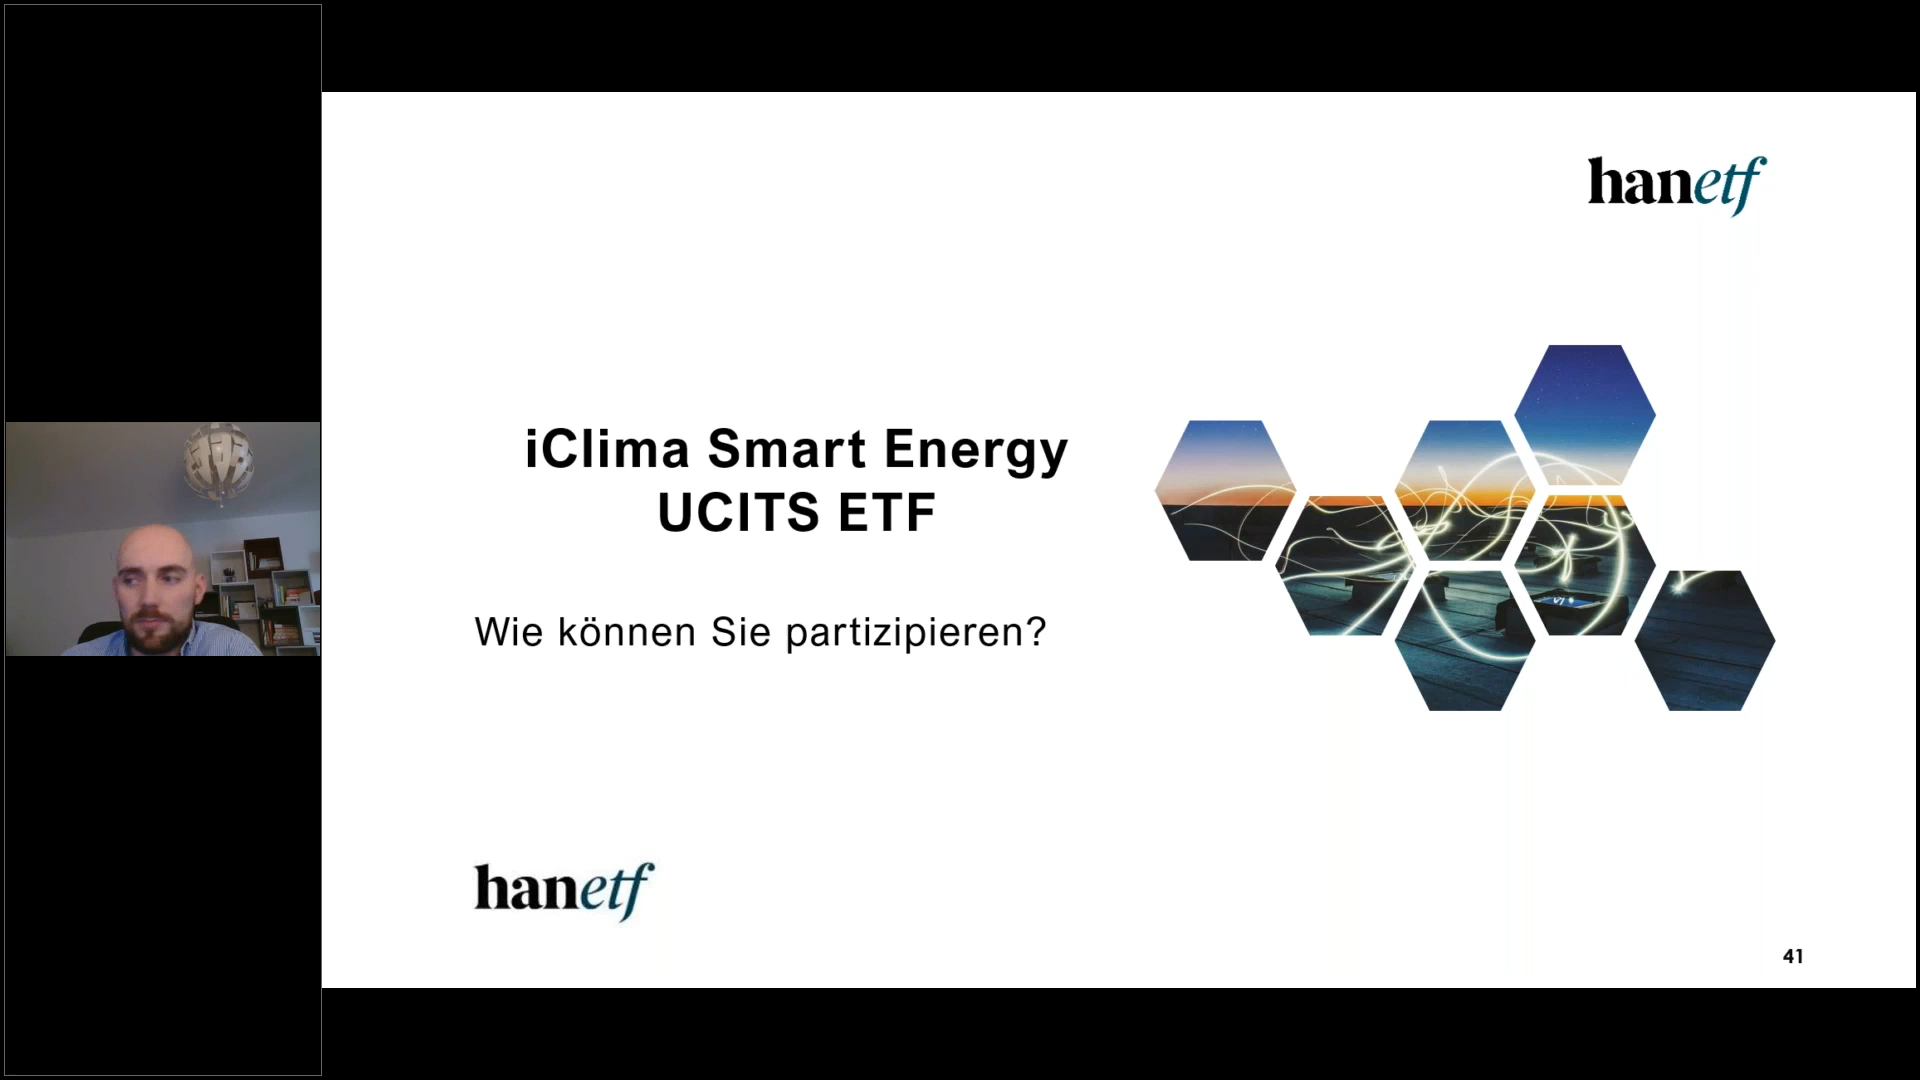 hanetf
iClima Smart Energy
UCITS ETF
Wie können Sie partizipieren?
hanetf
41